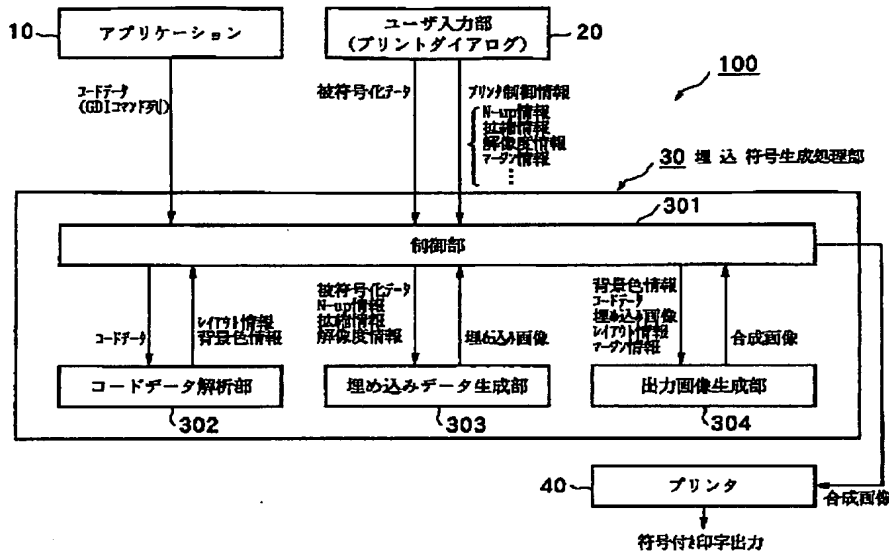 10
アプリケーション
ユーザ入力部
(プリントダイアログ)
20
100
コードデータ
(GDIコマンド列)
被符号化データ
プリンタ制御情報
N-up情報
拡縮情報
解像度情報
マージン情報
⋮
30 埋込符号生成処理部
301
制御部
コードデータ
レイアウト情報
背景色情報
被符号化データ
N-up情報
拡縮情報
解像度情報
埋め込み画像
背景色情報
コードデータ
埋め込み画像
レイアウト情報
マージン情報
合成画像
コードデータ解析部
302
埋め込みデータ生成部
303
出力画像生成部
304
40
プリンタ
合成画像
符号付き印字出力